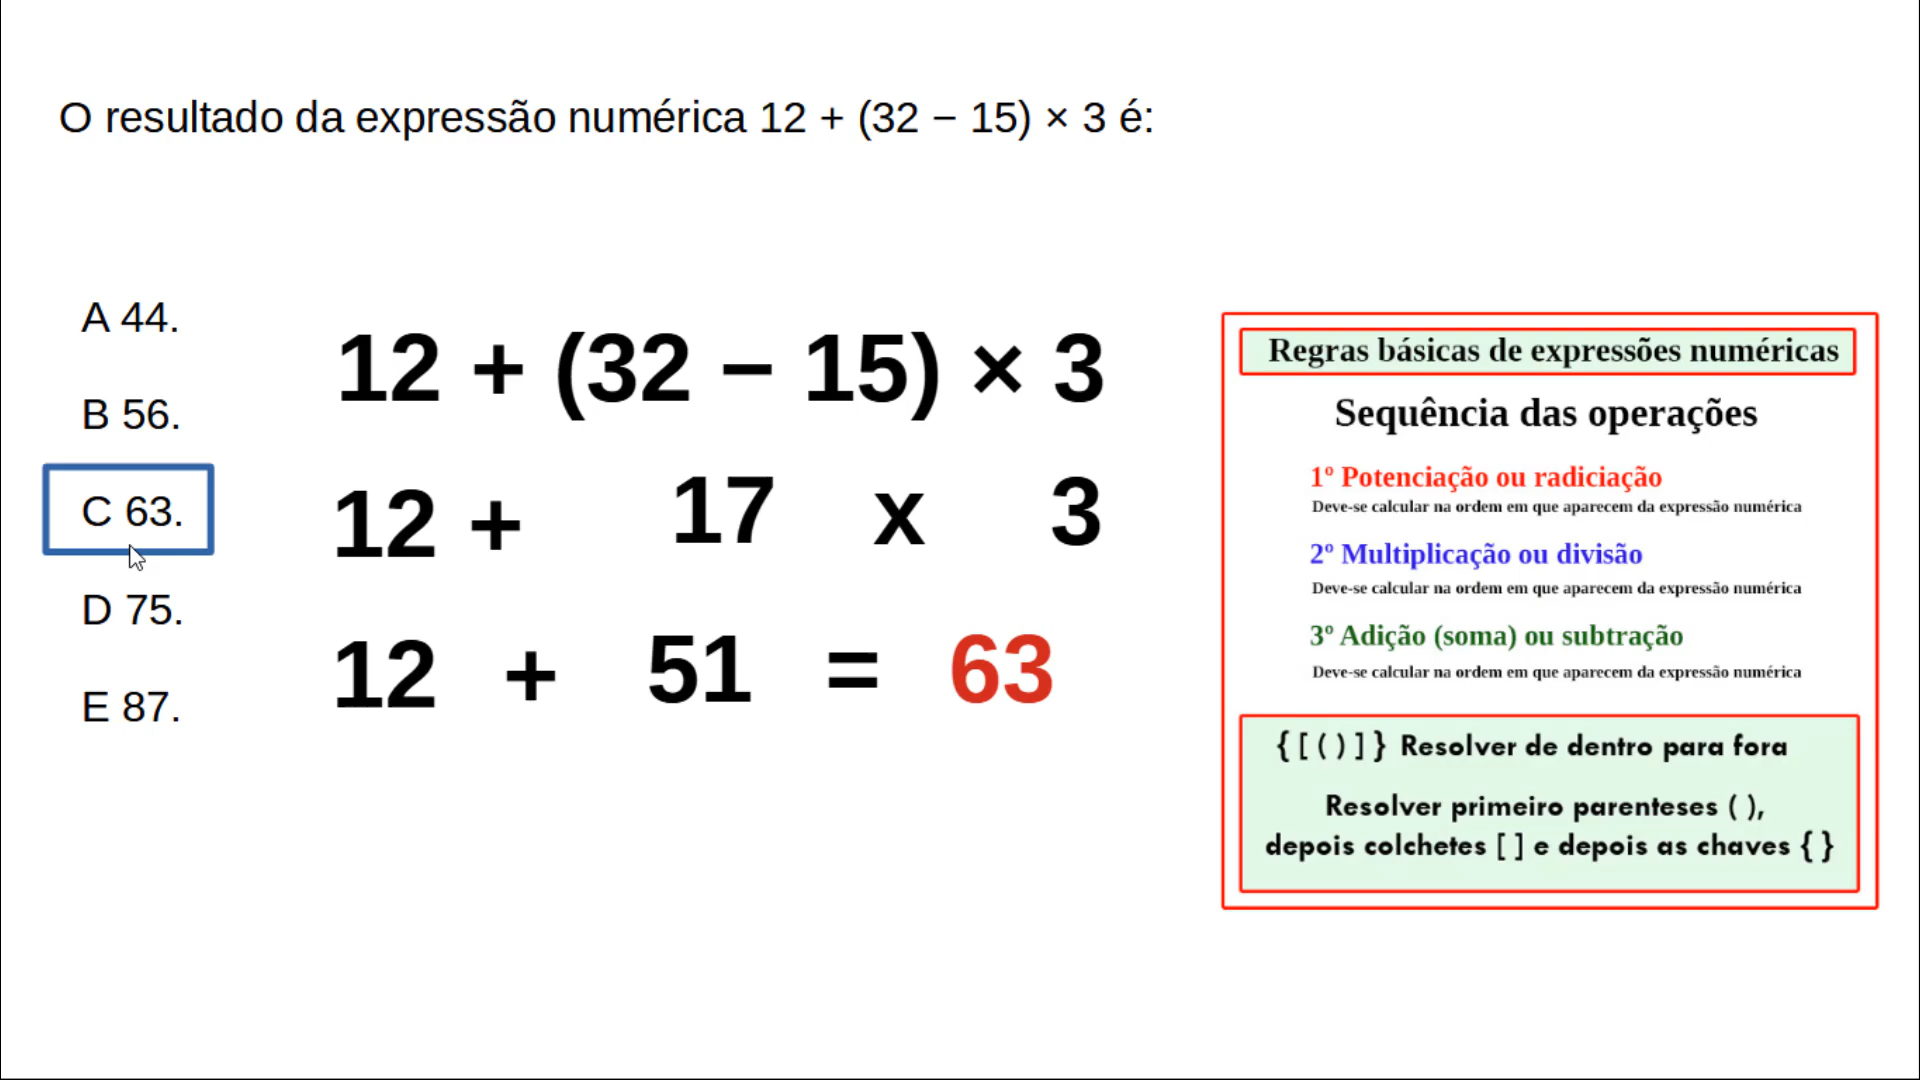 O resultado da expressão numérica 12 + (32 − 15) × 3 é:
A 44.
B 56.
C 63.
D 75.
E 87.
12 + (32 − 15) × 3
12 + 17 x 3
12 + 51 = 63
Regras básicas de expressões numéricas
Sequência das operações
1º Potenciação ou radiciação
Deve-se calcular na ordem em que aparecem da expressão numérica
2º Multiplicação ou divisão
Deve-se calcular na ordem em que aparecem da expressão numérica
3º Adição (soma) ou subtração
Deve-se calcular na ordem em que aparecem da expressão numérica
{ [ ( ) ] } Resolver de dentro para fora
Resolver primeiro parenteses ( ),
depois colchetes [ ] e depois as chaves { }